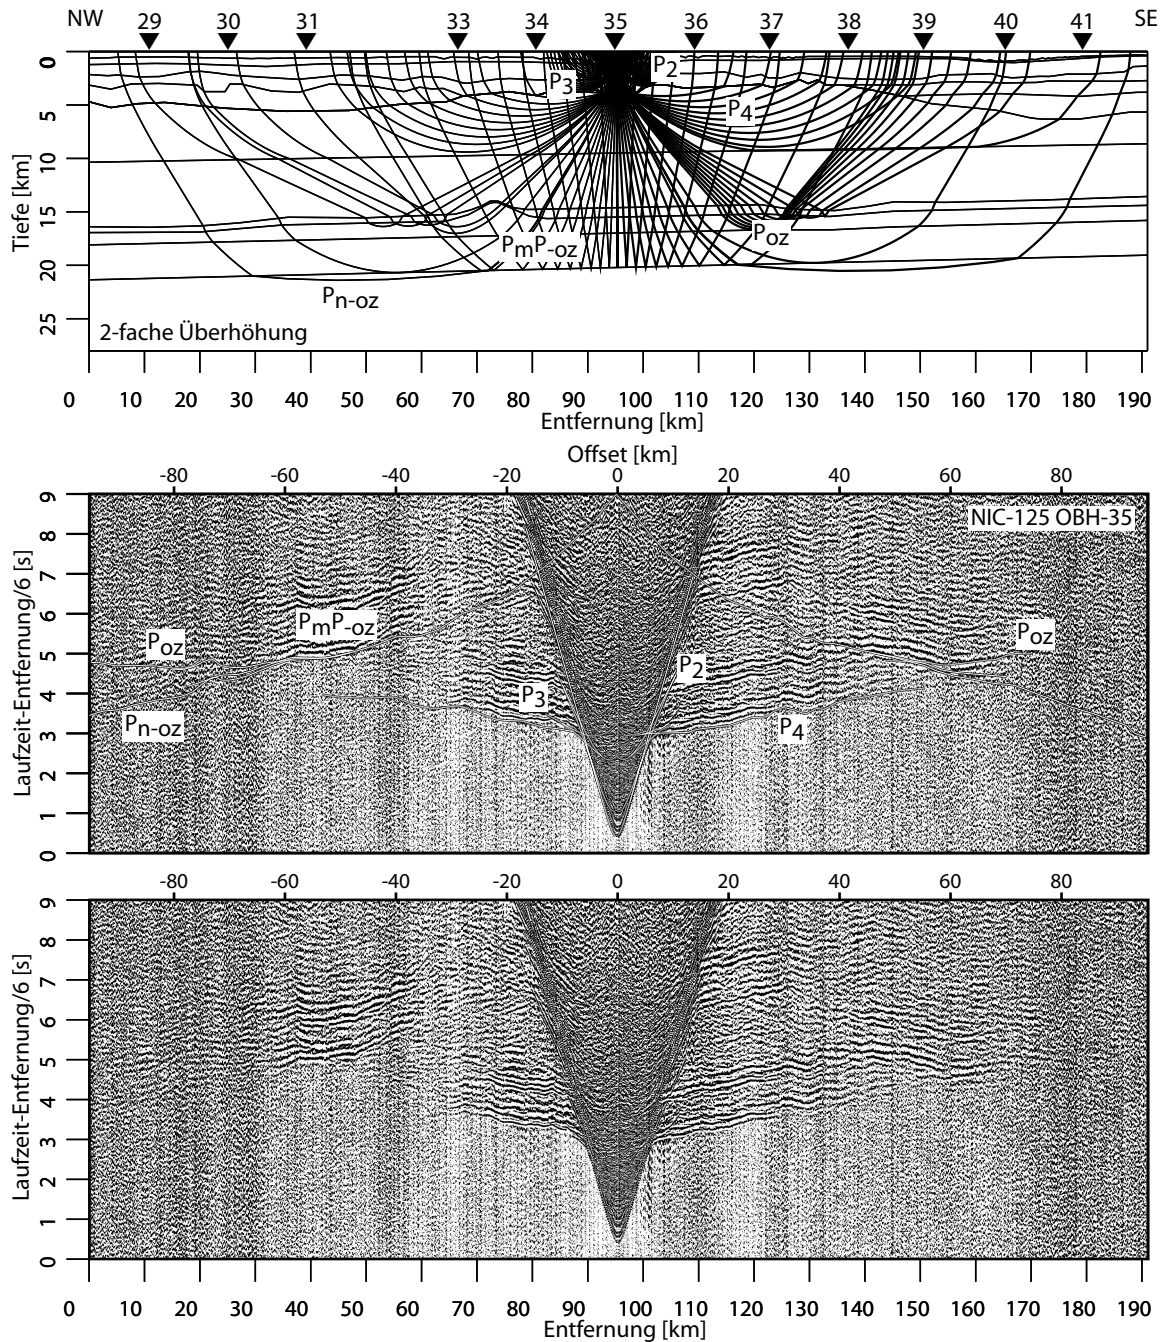 NW 29 30 31 33 34 35 36 37 38 39 40 41 SE
0
5
10
15
20
25
Tiefe [km]
P3
P2
P4
PmP-oz
Poz
Pn-oz
2-fache Überhöhung
0 10 20 30 40 50 60 70 80 90 100 110 120 130 140 150 160 170 180 190
Entfernung [km]
Offset [km]
-80 -60 -40 -20 0 20 40 60 80
9
8
7
6
5
4
3
2
1
0
Laufzeit-Entfernung/6 [s]
NIC-125 OBH-35
PmP-oz
Poz
Poz
P2
P3
Pn-oz
P4
-80 -60 -40 -20 0 20 40 60 80
9
8
7
6
5
4
3
2
1
0
Laufzeit-Entfernung/6 [s]
0 10 20 30 40 50 60 70 80 90 100 110 120 130 140 150 160 170 180 190
Entfernung [km]